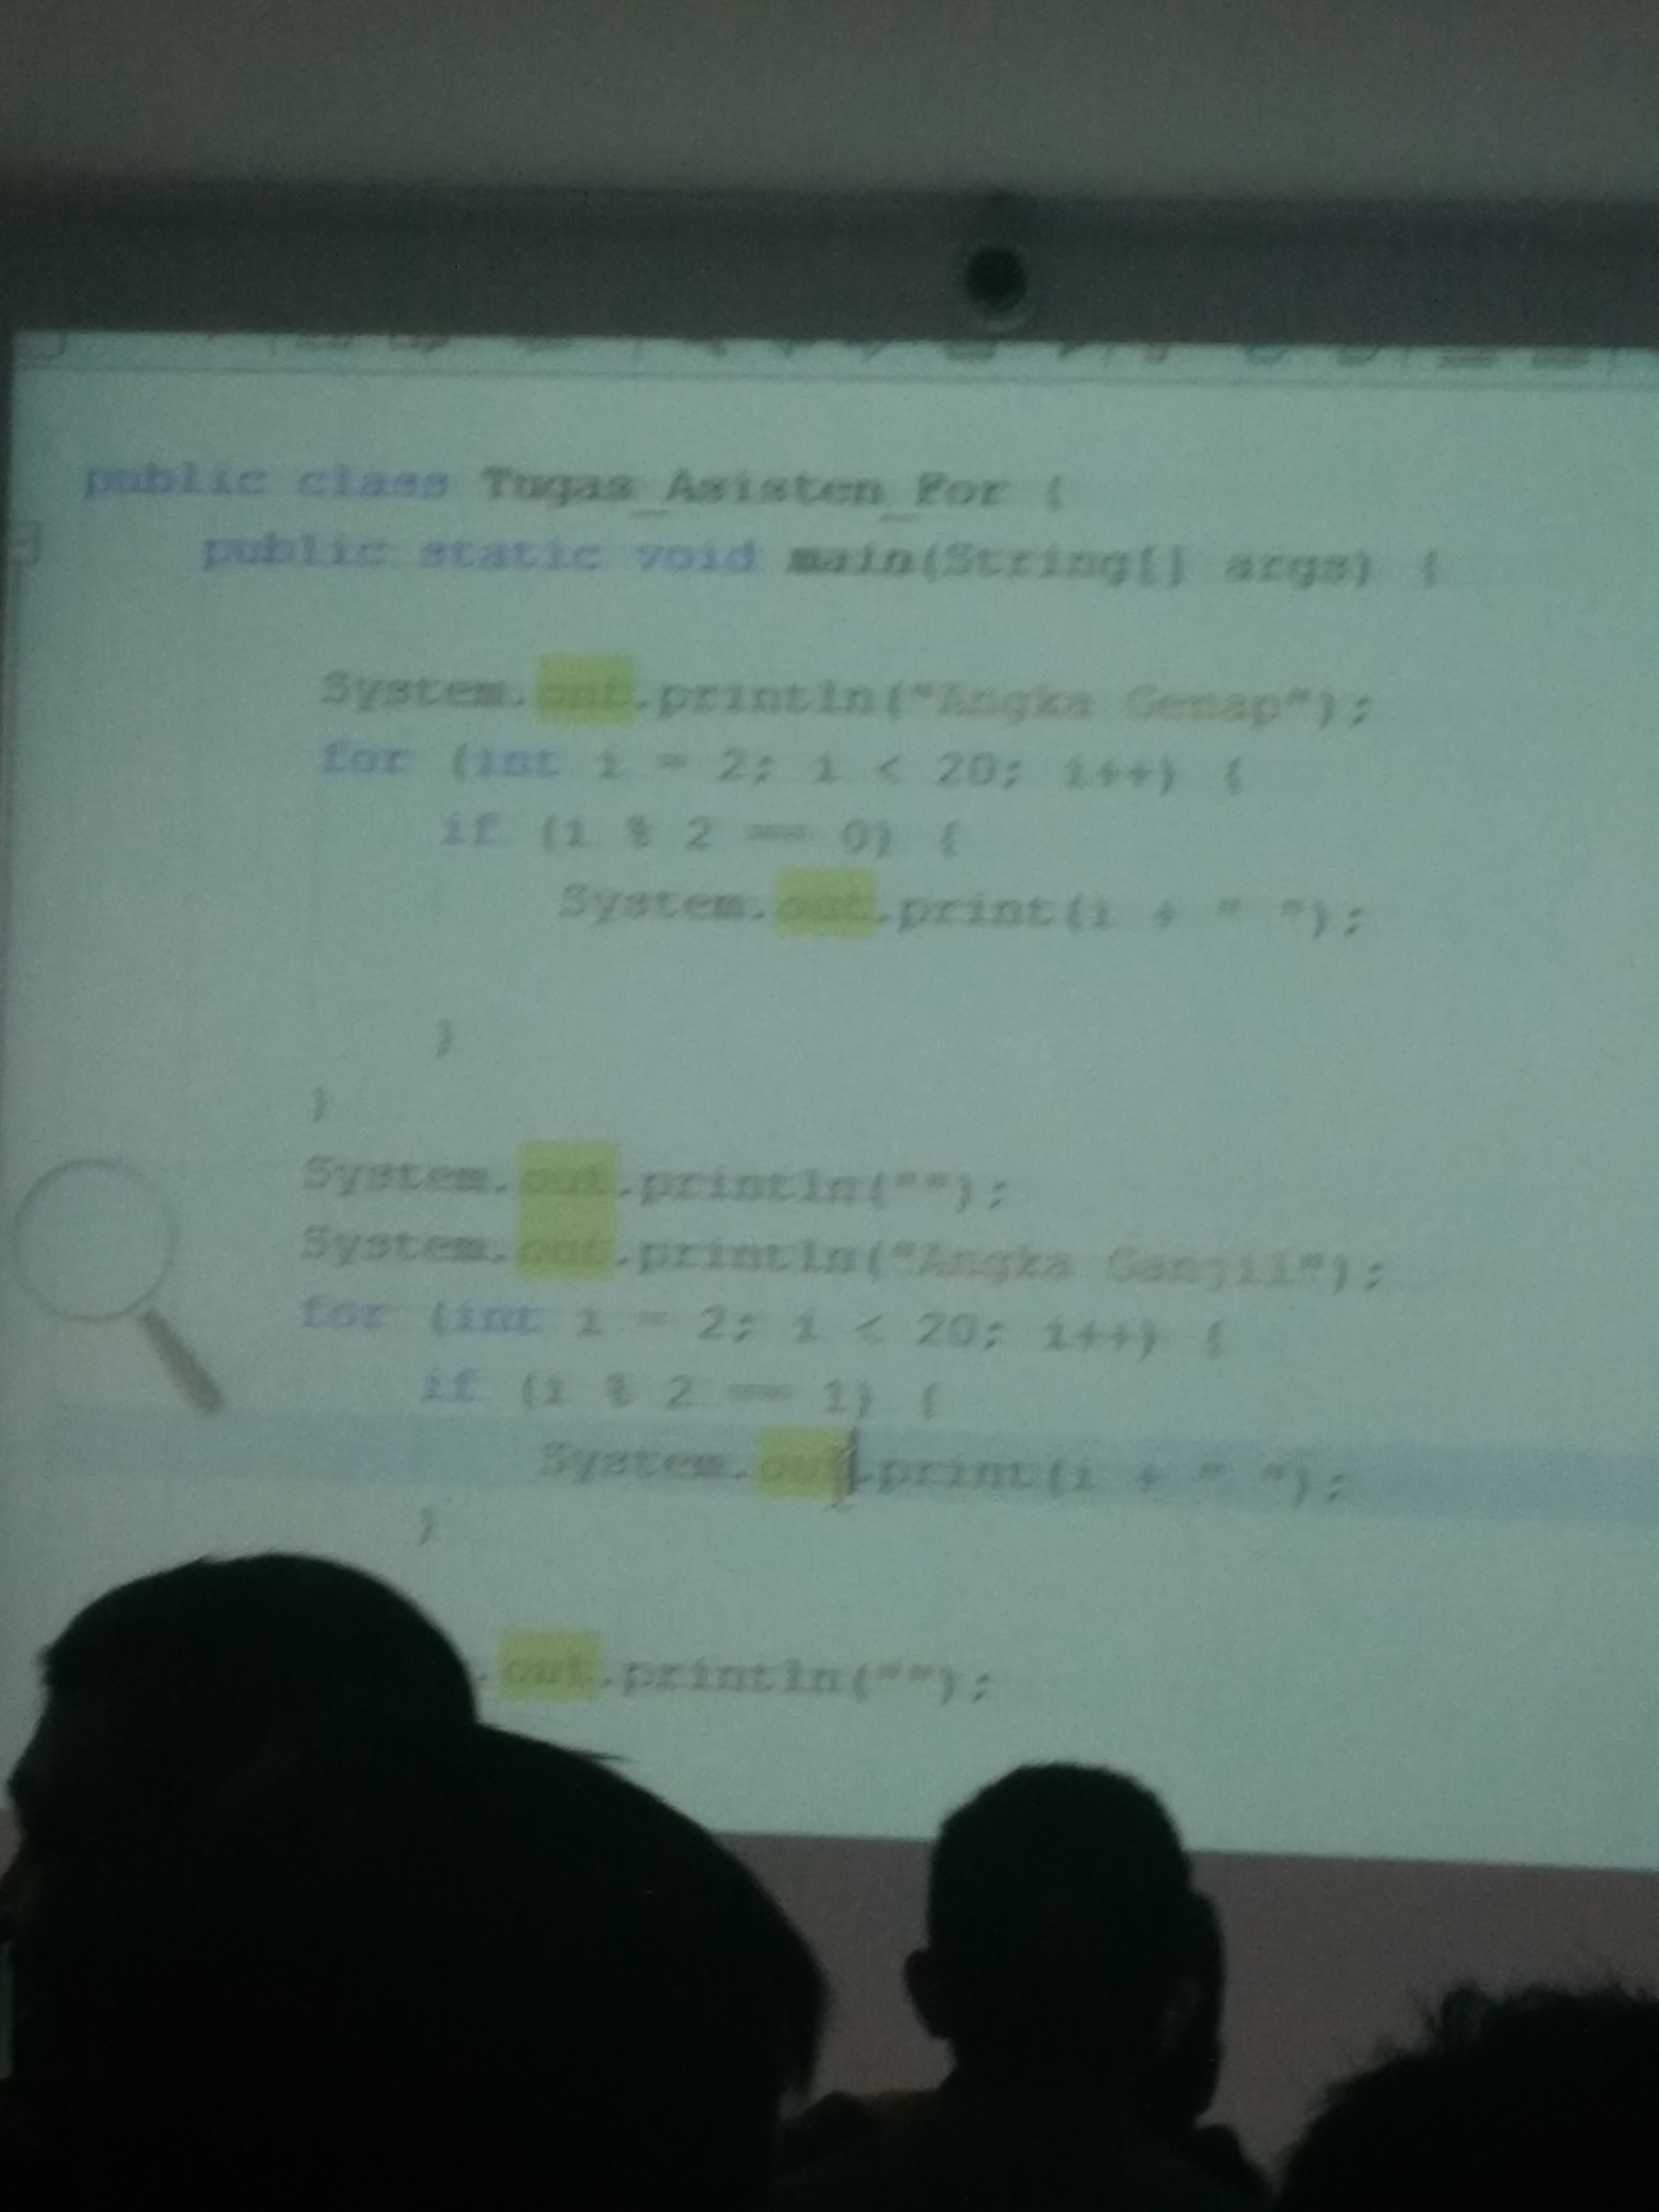 public class Tugas_Asisten_For {
public static void main(String[] args) {
System.out.println("Angka Genap");
for (int i = 2; i < 20; i++) {
if (i % 2 == 0) {
System.out.print(i + " ");
}
}
System.out.println("");
System.out.println("Angka Ganjil");
for (int i = 2; i < 20; i++) {
if (i % 2 == 1) {
System.out.print(i + " ");
}
.out.println("");